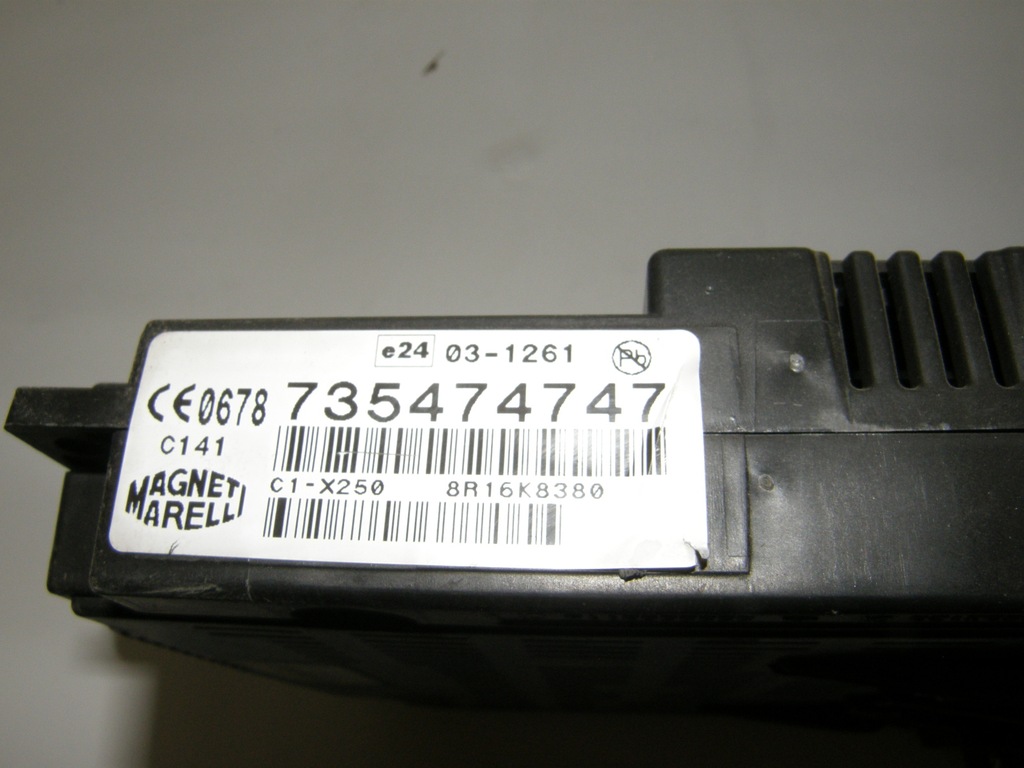 e24 03-1261 Pb
CE0678 735474747
C141
C1-X250 8R16K8380
MAGNETI
MARELLI